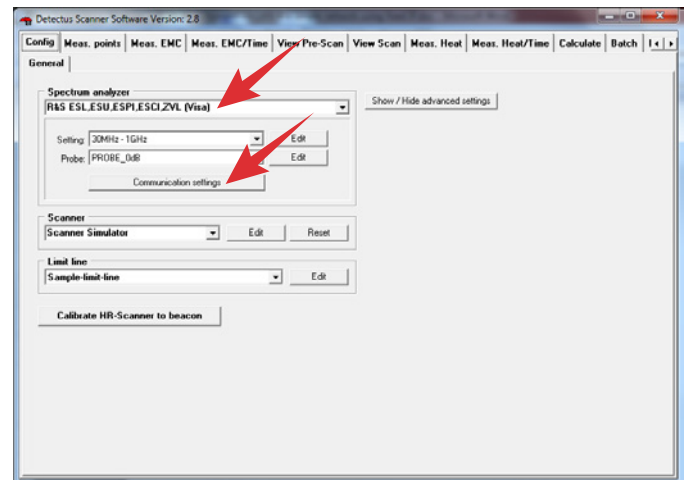 Detectus Scanner Software Version: 2.8
Config Meas. points Meas. EMC Meas. EMC/Time View Pre-Scan View Scan Meas. Heat Meas. Heat/Time Calculate Batch
General
Spectrum analyzer
R&S ESL,ESU,ESPI,ESCI,ZVL (Visa)
Show / Hide advanced settings
Setting 30MHz - 1GHz Edit
Probe: PROBE_0dB Edit
Communication settings
Scanner
Scanner Simulator Edit Reset
Limit line
Sample-limit-line Edit
Calibrate HR-Scanner to beacon